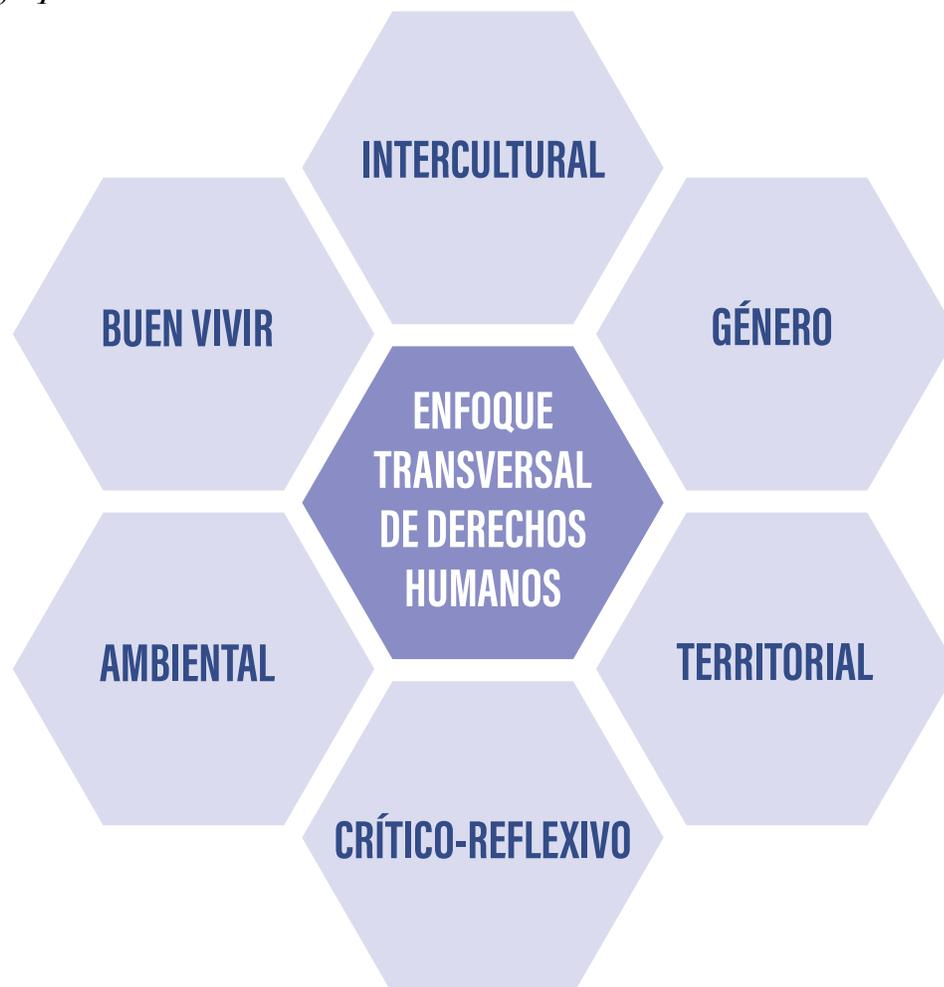 INTERCULTURAL
BUEN VIVIR
GÉNERO
ENFOQUE
TRANSVERSAL
DE DERECHOS
HUMANOS
AMBIENTAL
TERRITORIAL
CRÍTICO-REFLEXIVO